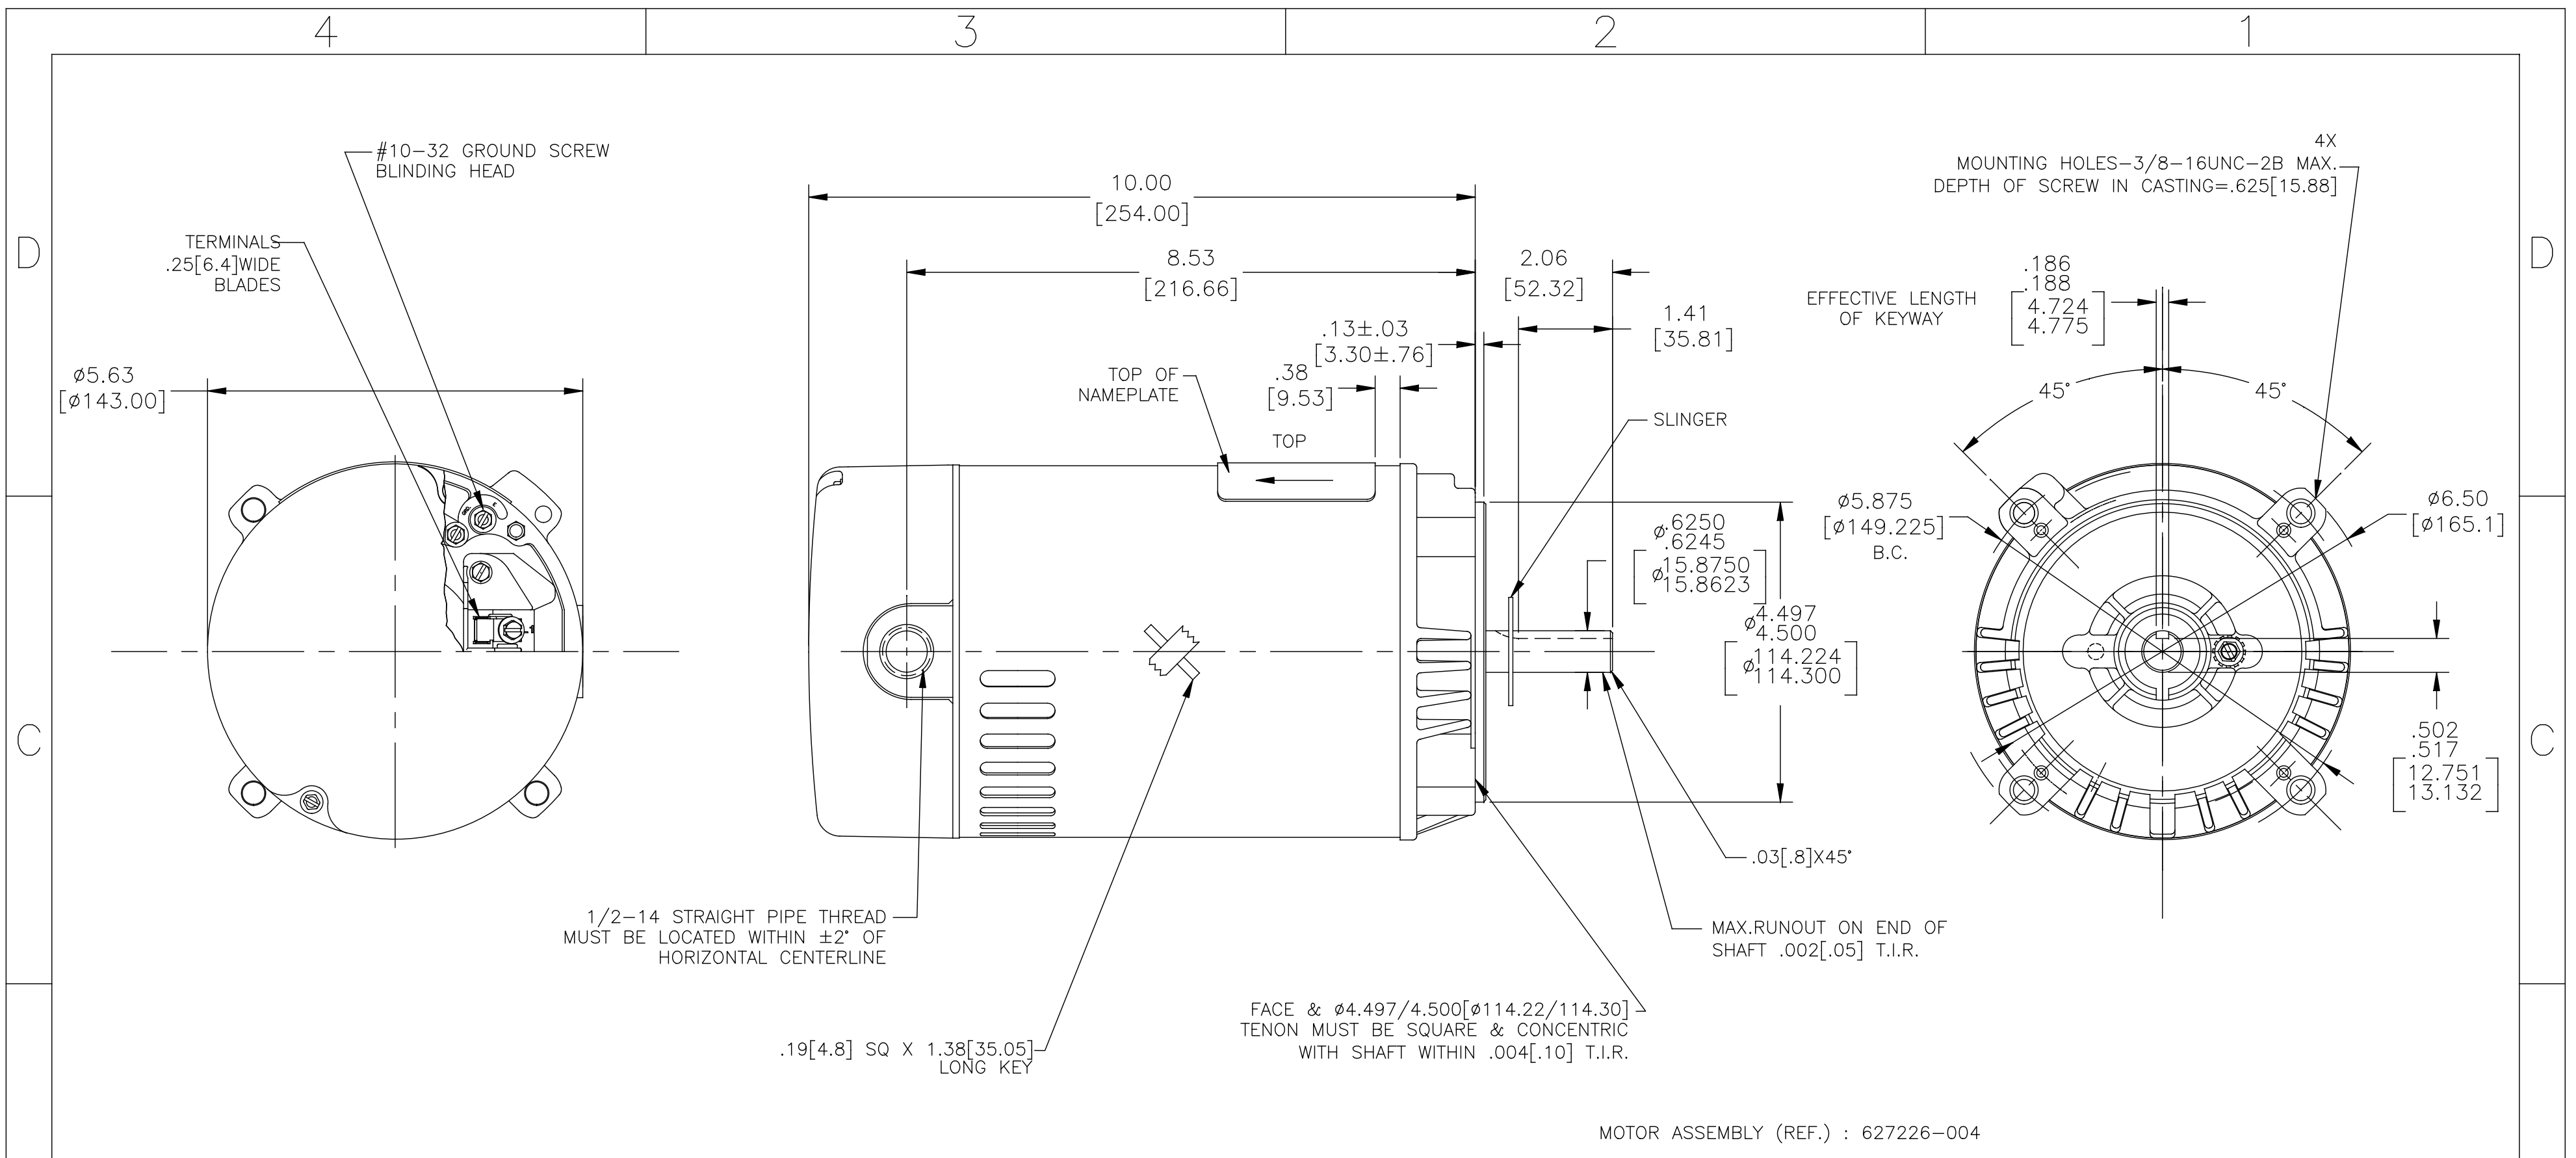 4
3
2
1
D
D
C
C
#10-32 GROUND SCREW
BLINDING HEAD
TERMINALS
.25[6.4]WIDE
BLADES
ø5.63
[ø143.00]
10.00
[254.00]
8.53
[216.66]
2.06
[52.32]
1.41
[35.81]
.13±.03
[3.30±.76]
.38
[9.53]
TOP OF
NAMEPLATE
TOP
SLINGER
ø.6250
.6245
[ø15.8750
15.8623]
ø4.497
4.500
[ø114.224
114.300]
.03[.8]X45°
MAX.RUNOUT ON END OF
SHAFT .002[.05] T.I.R.
1/2-14 STRAIGHT PIPE THREAD
MUST BE LOCATED WITHIN ±2° OF
HORIZONTAL CENTERLINE
.19[4.8] SQ X 1.38[35.05]
LONG KEY
FACE & ø4.497/4.500[ø114.22/114.30]
TENON MUST BE SQUARE & CONCENTRIC
WITH SHAFT WITHIN .004[.10] T.I.R.
4X
MOUNTING HOLES-3/8-16UNC-2B MAX.
DEPTH OF SCREW IN CASTING=.625[15.88]
EFFECTIVE LENGTH
OF KEYWAY
.186
.188
[4.724
4.775]
45°
45°
ø5.875
[ø149.225]
B.C.
ø6.50
[ø165.1]
.502
.517
[12.751
13.132]
MOTOR ASSEMBLY (REF.) : 627226-004